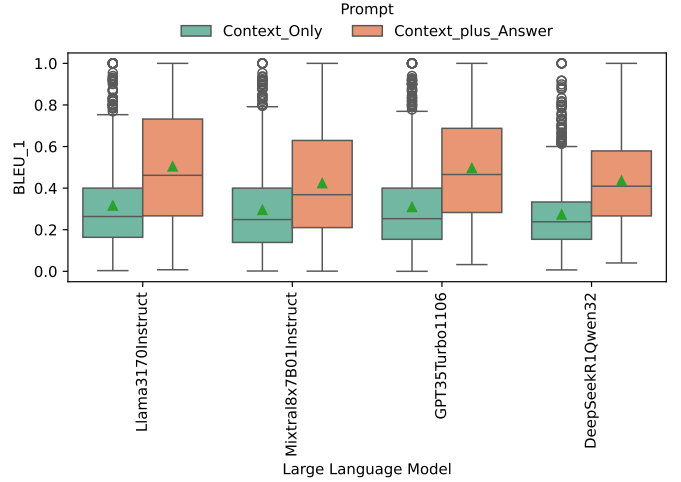 Prompt
Context_Only Context_plus_Answer
BLEU_1
1.0
0.8
0.6
0.4
0.2
0.0
Llama3170Instruct
Mixtral8x7B01Instruct
GPT35Turbo1106
DeepSeekR1Qwen32
Large Language Model